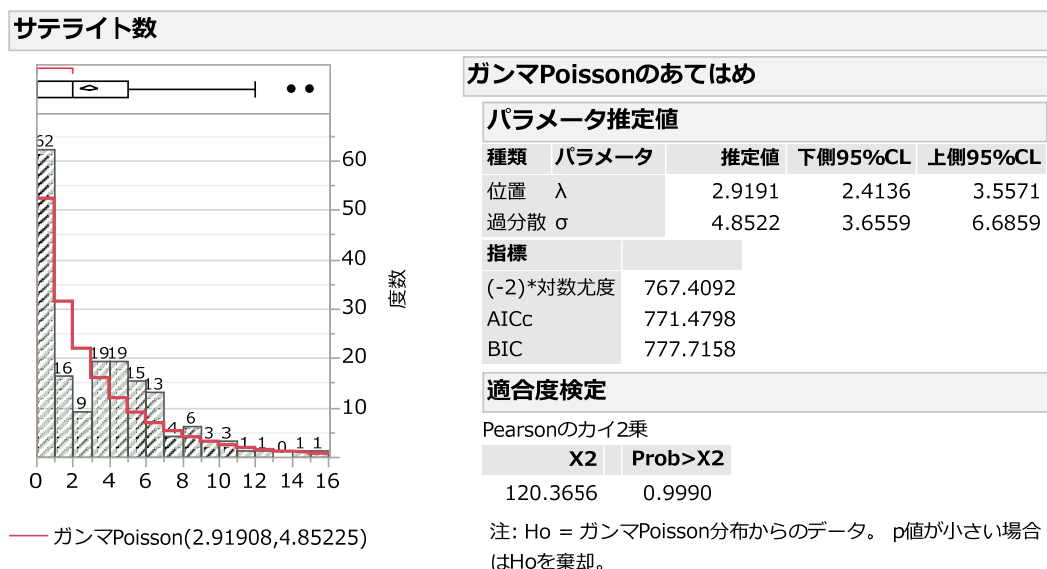 サテライト数
62
16
9
19
19
15
13
4
6
3
3
1
1
0
1
1
60
50
40
30
20
10
度数
0 2 4 6 8 10 12 14 16
ガンマPoisson(2.91908,4.85225)
ガンマPoissonのあてはめ
パラメータ推定値
種類 パラメータ 推定値 下側95%CL 上側95%CL
位置 λ 2.9191 2.4136 3.5571
過分散 σ 4.8522 3.6559 6.6859
指標
(-2)*対数尤度 767.4092
AICc 771.4798
BIC 777.7158
適合度検定
Pearsonのカイ2乗
X2 Prob>X2
120.3656 0.9990
注: Ho = ガンマPoisson分布からのデータ。 p値が小さい場合
はHoを棄却。